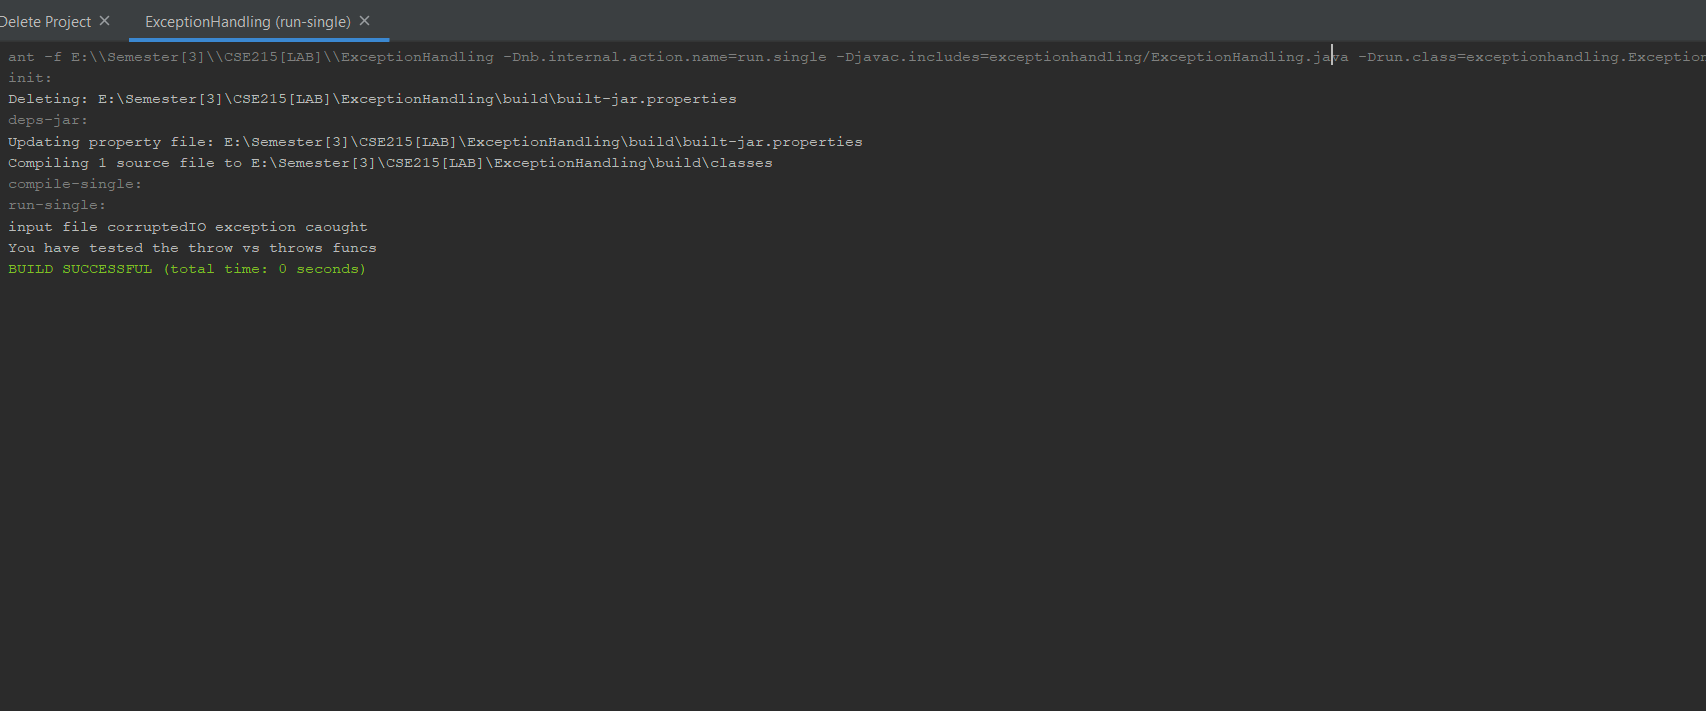 Delete Project ✕ ExceptionHandling (run-single) ✕
ant -f E:\\Semester[3]\\CSE215[LAB]\\ExceptionHandling -Dnb.internal.action.name=run.single -Djavac.includes=exceptionhandling/ExceptionHandling.java -Drun.class=exceptionhandling.Exception
init:
Deleting: E:\Semester[3]\CSE215[LAB]\ExceptionHandling\build\built-jar.properties
deps-jar:
Updating property file: E:\Semester[3]\CSE215[LAB]\ExceptionHandling\build\built-jar.properties
Compiling 1 source file to E:\Semester[3]\CSE215[LAB]\ExceptionHandling\build\classes
compile-single:
run-single:
input file corruptedIO exception caought
You have tested the throw vs throws funcs
BUILD SUCCESSFUL (total time: 0 seconds)